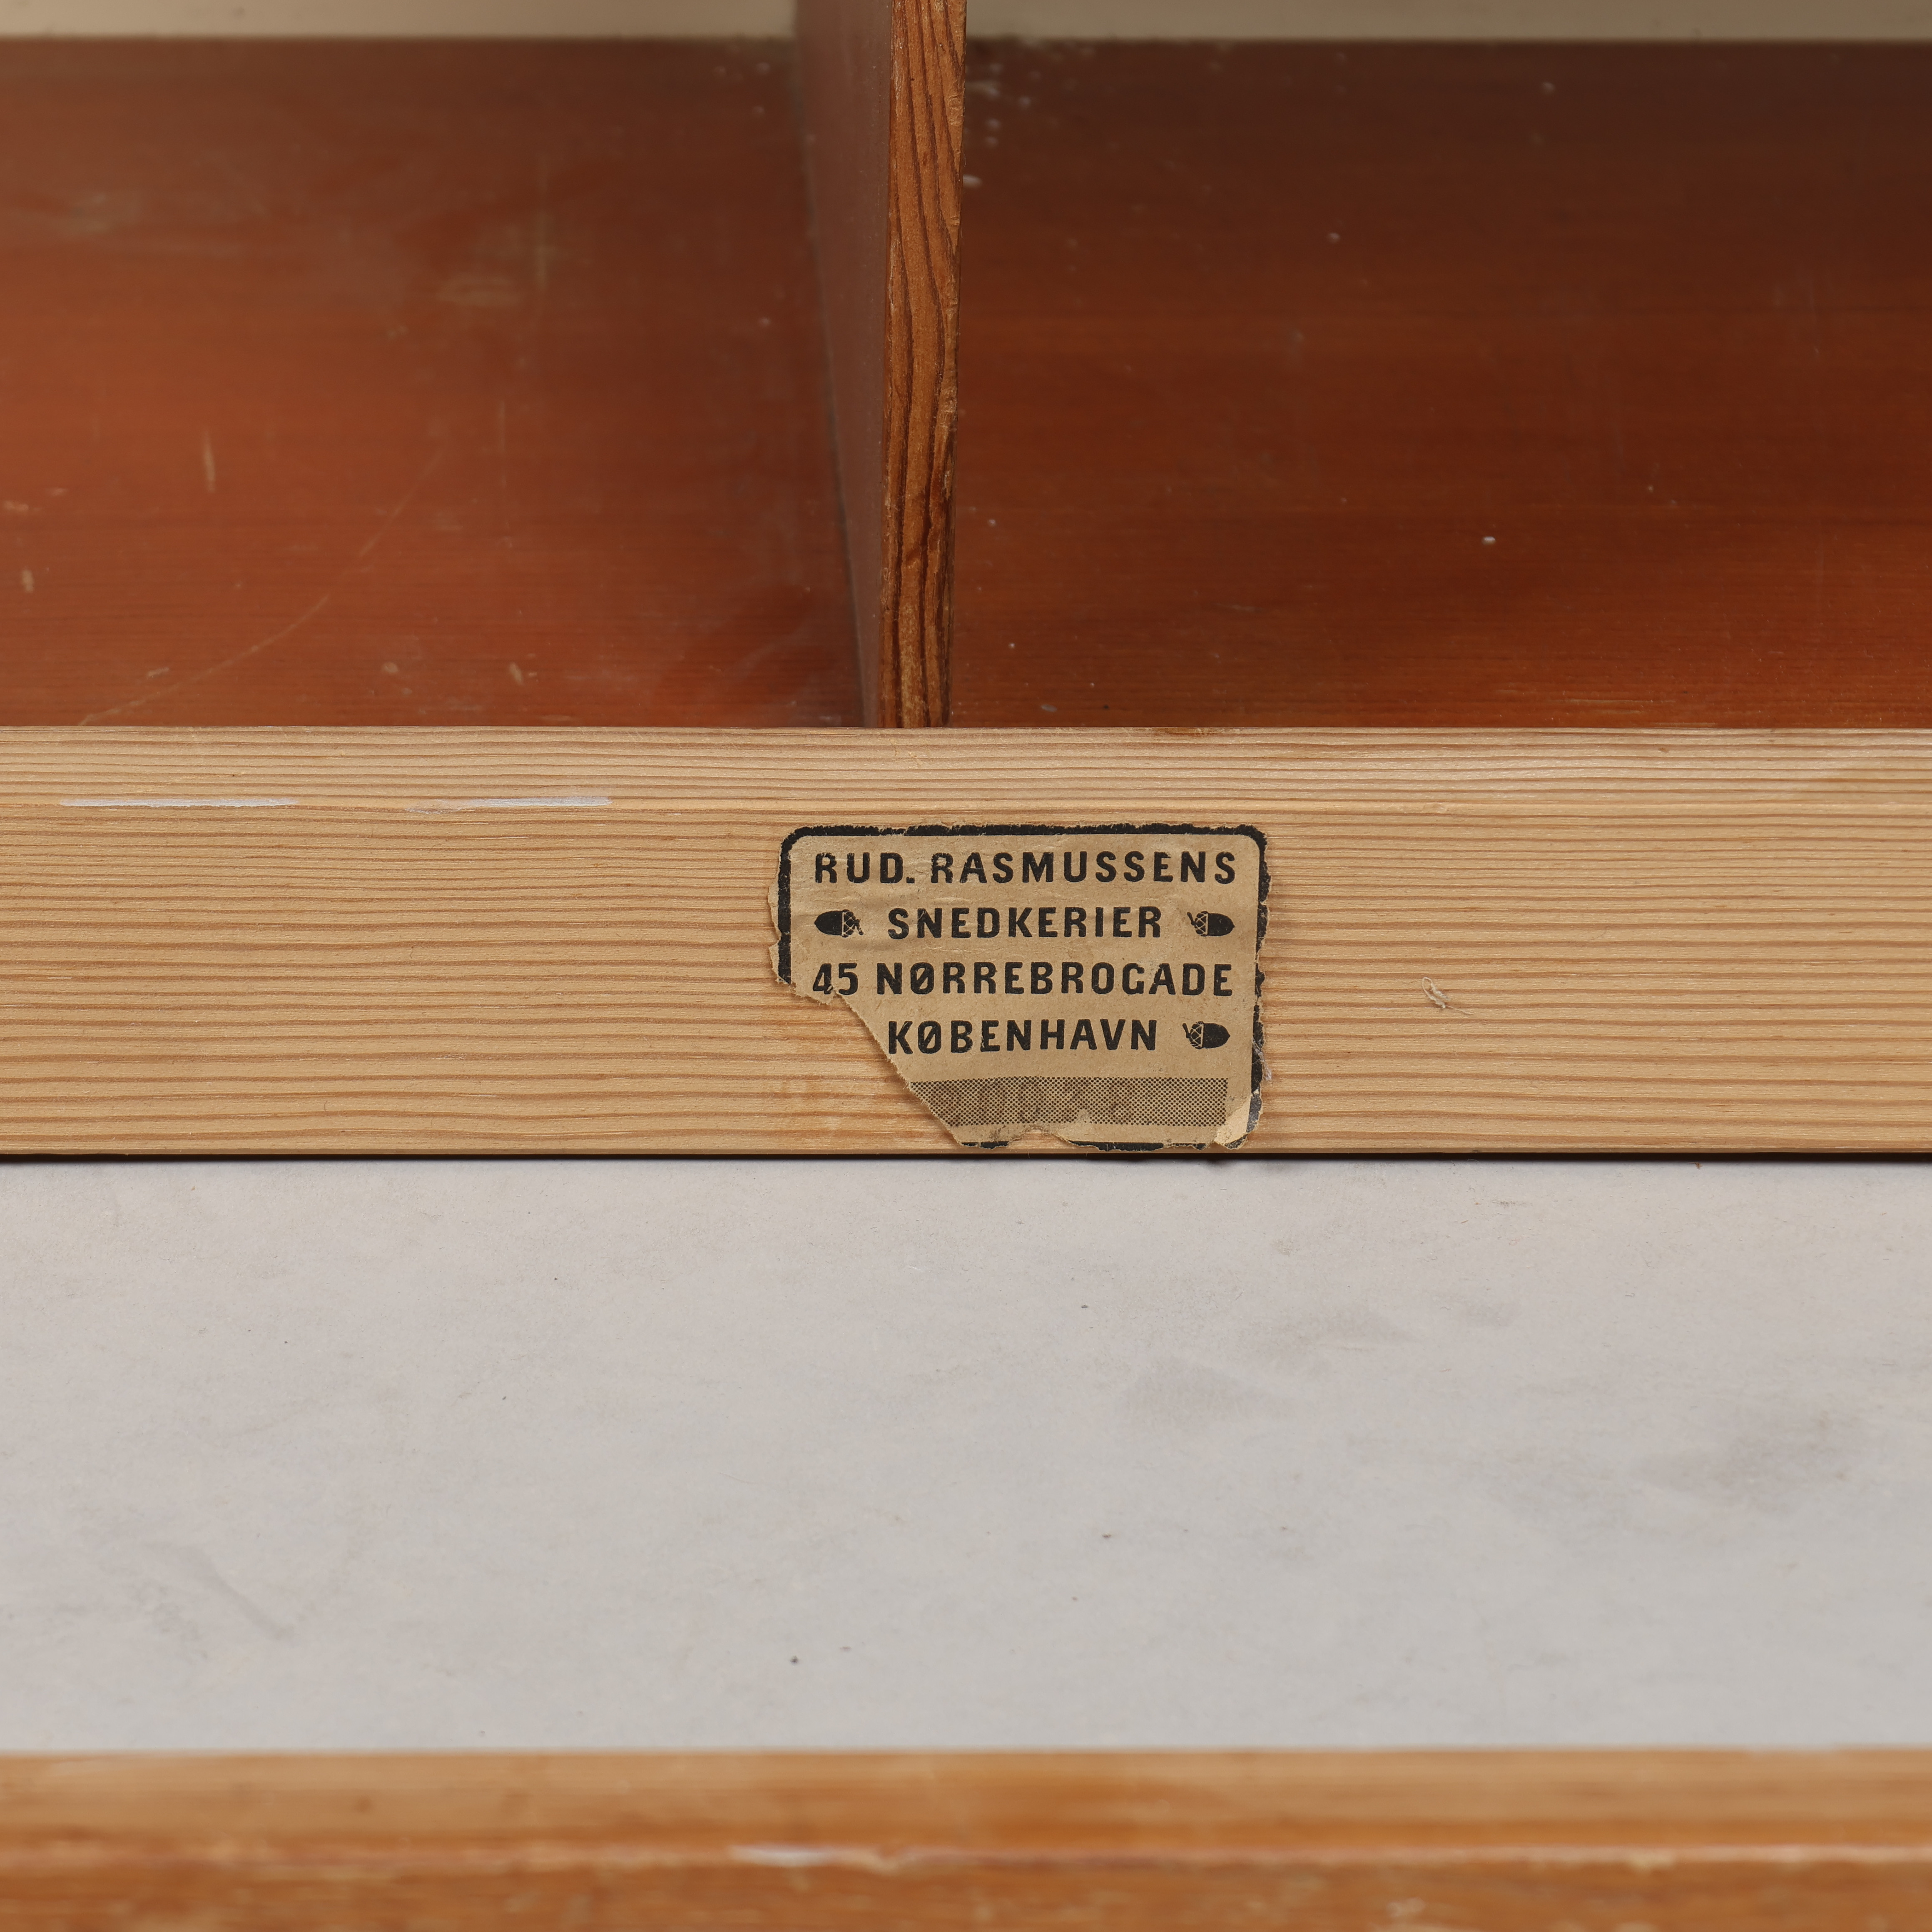 RUD. RASMUSSENS
SNEDKERIER
45 NØRREBROGADE
KØBENHAVN